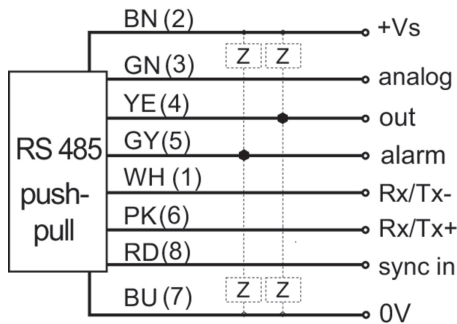 BN (2) +Vs
Z Z
GN (3) analog
YE (4) out
GY (5) alarm
RS 485
push-
pull
WH (1) Rx/Tx-
PK(6) Rx/Tx+
RD(8) sync in
Z Z
BU (7) 0V